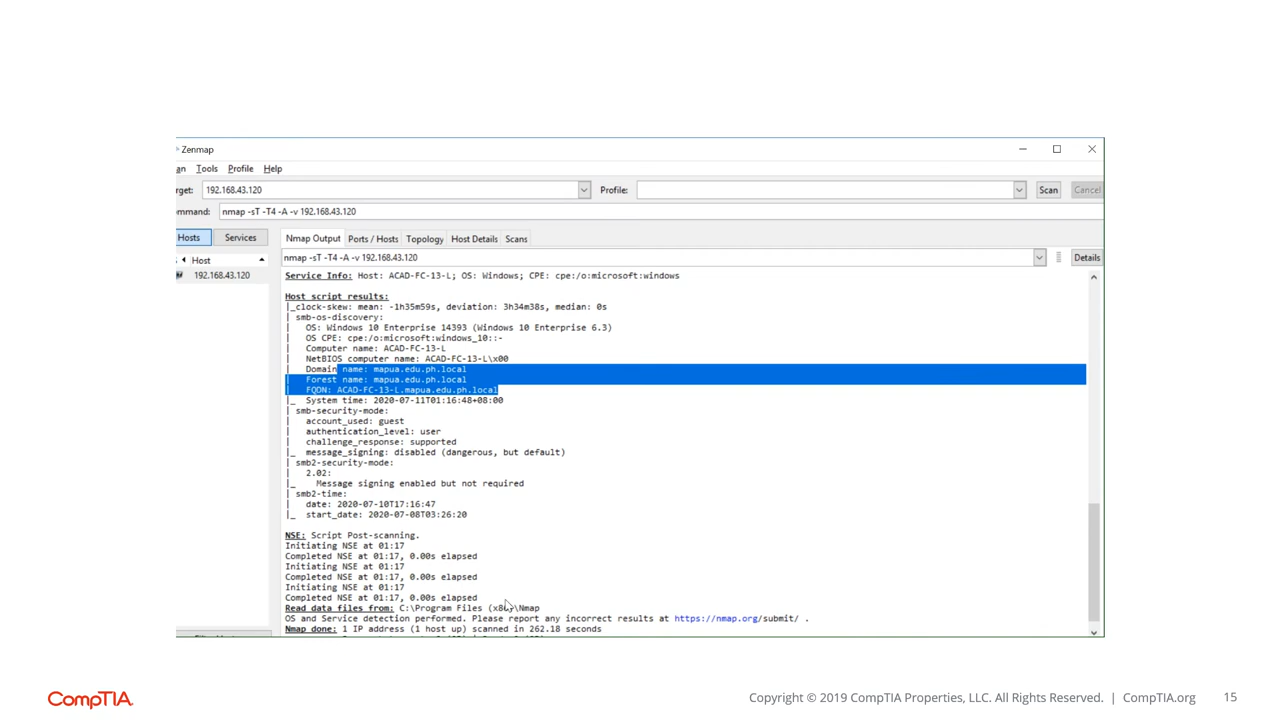 Zenmap
an Tools Profile Help
rget: 192.168.43.120 Profile: Scan Cancel
ommand: nmap -sT -T4 -A -v 192.168.43.120
Hosts Services Nmap Output Ports / Hosts Topology Host Details Scans
nmap -sT -T4 -A -v 192.168.43.120 Details
Host
192.168.43.120
Service Info: Host: ACAD-FC-13-L; OS: Windows; CPE: cpe:/o:microsoft:windows
Host script results:
|_clock-skew: mean: -1h35m59s, deviation: 3h34m38s, median: 0s
| smb-os-discovery:
|   OS: Windows 10 Enterprise 14393 (Windows 10 Enterprise 6.3)
|   OS CPE: cpe:/o:microsoft:windows_10::-
|   Computer name: ACAD-FC-13-L
|   NetBIOS computer name: ACAD-FC-13-L\x00
|   Domain name: mapua.edu.ph.local
|   Forest name: mapua.edu.ph.local
|   FQDN: ACAD-FC-13-L.mapua.edu.ph.local
|_  System time: 2020-07-11T01:16:48+08:00
| smb-security-mode:
|   account_used: guest
|   authentication_level: user
|   challenge_response: supported
|_  message_signing: disabled (dangerous, but default)
| smb2-security-mode:
|   2.02:
|_    Message signing enabled but not required
| smb2-time:
|   date: 2020-07-10T17:16:47
|_  start_date: 2020-07-08T03:26:20
NSE: Script Post-scanning.
Initiating NSE at 01:17
Completed NSE at 01:17, 0.00s elapsed
Initiating NSE at 01:17
Completed NSE at 01:17, 0.00s elapsed
Initiating NSE at 01:17
Completed NSE at 01:17, 0.00s elapsed
Read data files from: C:\Program Files (x86)\Nmap
OS and Service detection performed. Please report any incorrect results at https://nmap.org/submit/ .
Nmap done: 1 IP address (1 host up) scanned in 262.18 seconds
CompTIA.
Copyright © 2019 CompTIA Properties, LLC. All Rights Reserved. | CompTIA.org 15